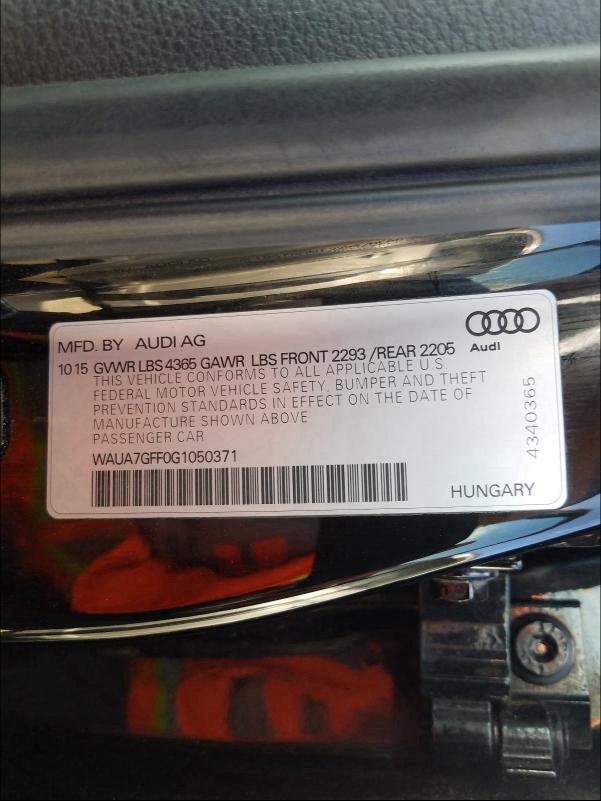 MFD. BY AUDI AG
Audi
10 15 GVWR LBS 4365 GAWR LBS FRONT 2293 /REAR 2205
THIS VEHICLE CONFORMS TO ALL APPLICABLE U.S.
FEDERAL MOTOR VEHICLE SAFETY, BUMPER AND THEFT
PREVENTION STANDARDS IN EFFECT ON THE DATE OF
MANUFACTURE SHOWN ABOVE
PASSENGER CAR
WAUA7GFF0G1050371
4340365
HUNGARY